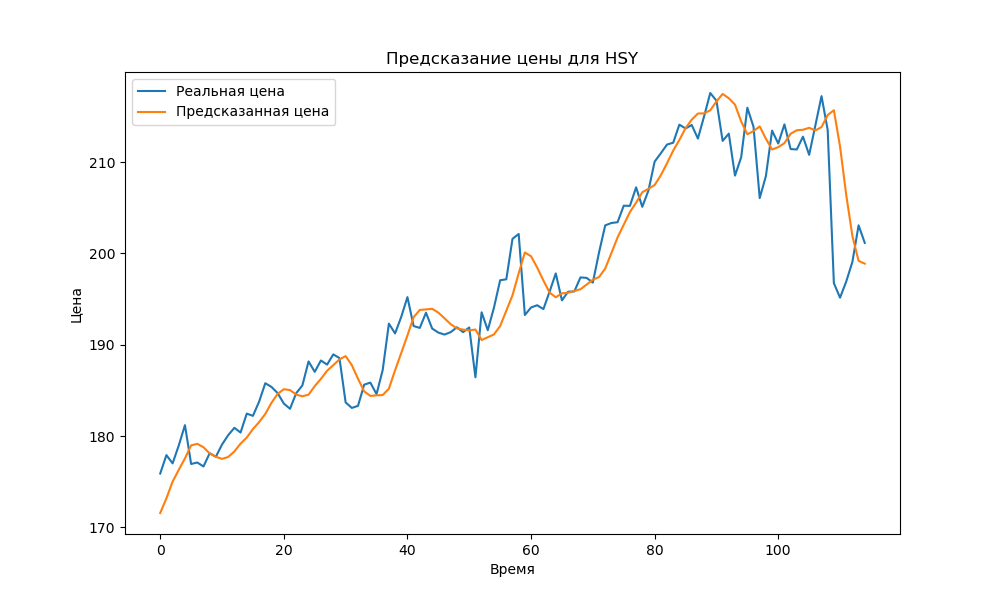 Предсказание цены для HSY
Реальная цена
Предсказанная цена
Цена
210
200
190
180
170
0 20 40 60 80 100
Время